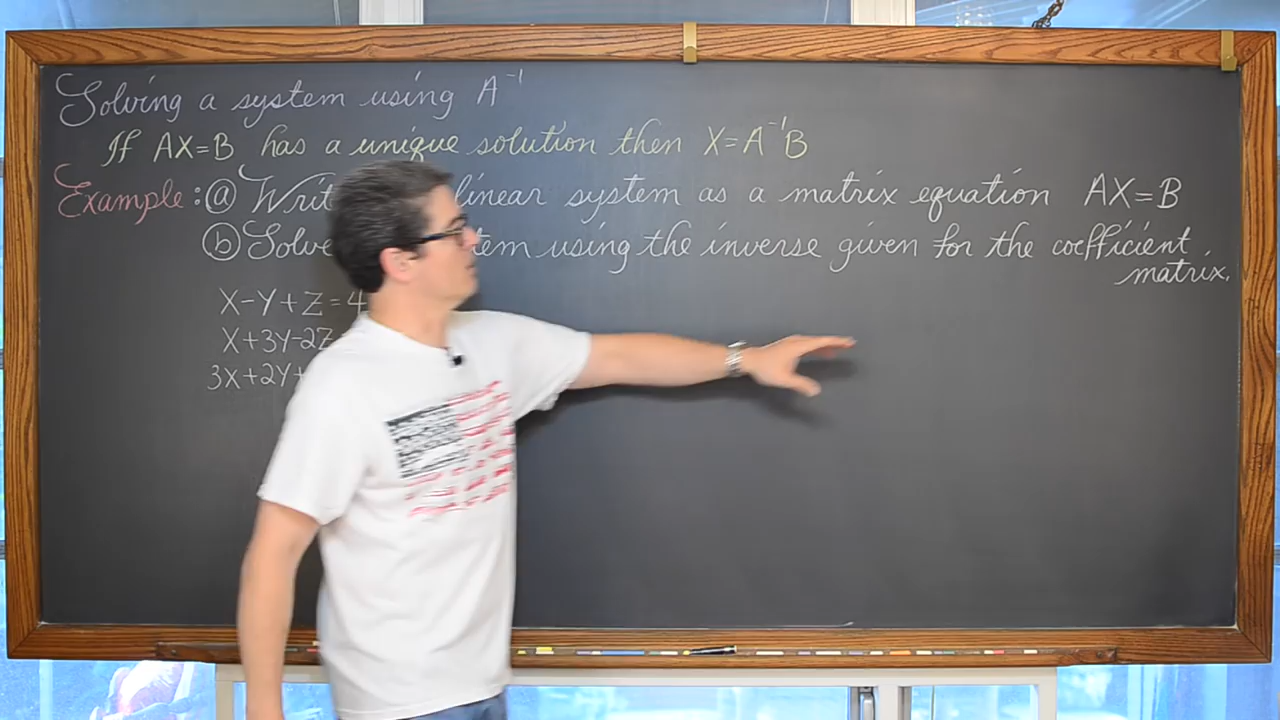 Solving a system using A⁻¹
If AX=B has a unique solution then X=A⁻¹B
Example: ⓐ Writ linear system as a matrix equation AX=B
ⓑ Solve tem using the inverse given for the coefficient
matrix.
X-Y+Z=4
X+3Y-2Z
3X+2Y+